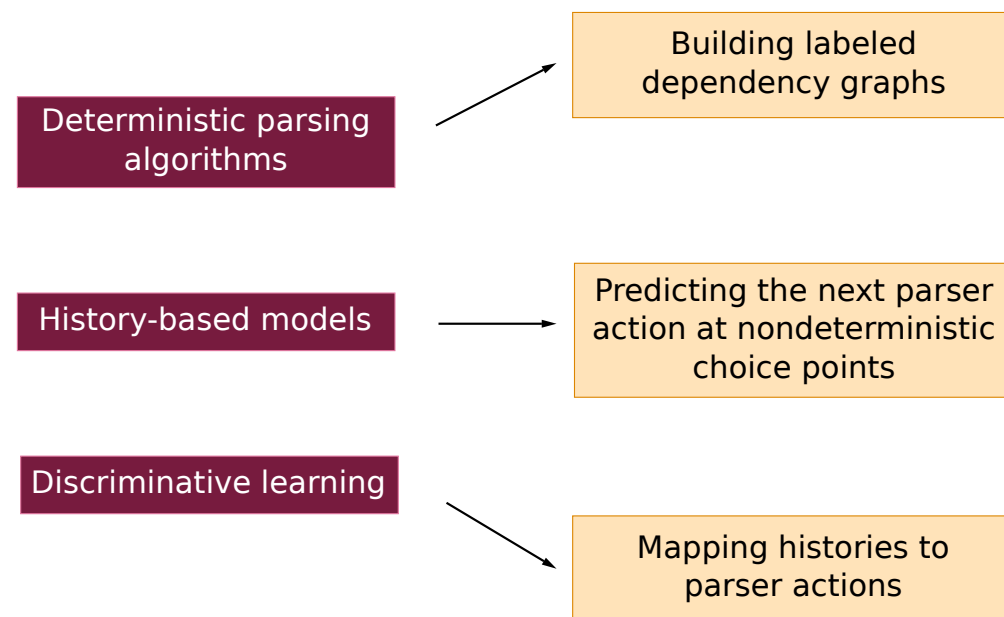 Deterministic parsing
algorithms
Building labeled
dependency graphs
History-based models
Predicting the next parser
action at nondeterministic
choice points
Discriminative learning
Mapping histories to
parser actions